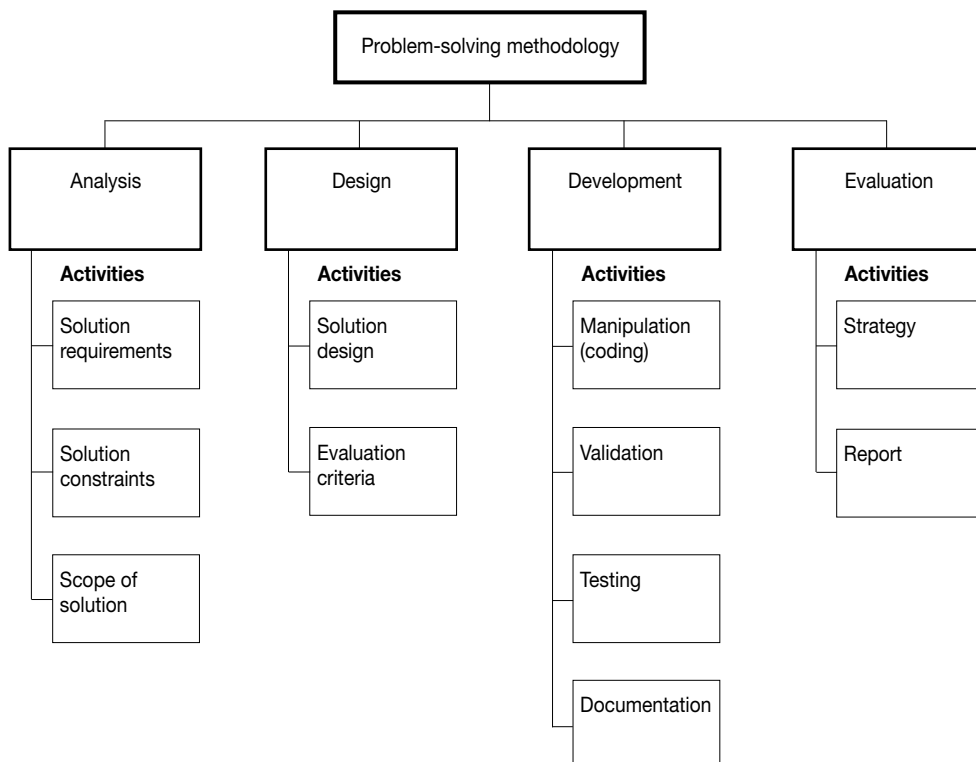 Problem-solving methodology
Analysis
Activities
Solution
requirements
Solution
constraints
Scope of
solution
Design
Activities
Solution
design
Evaluation
criteria
Development
Activities
Manipulation
(coding)
Validation
Testing
Documentation
Evaluation
Activities
Strategy
Report